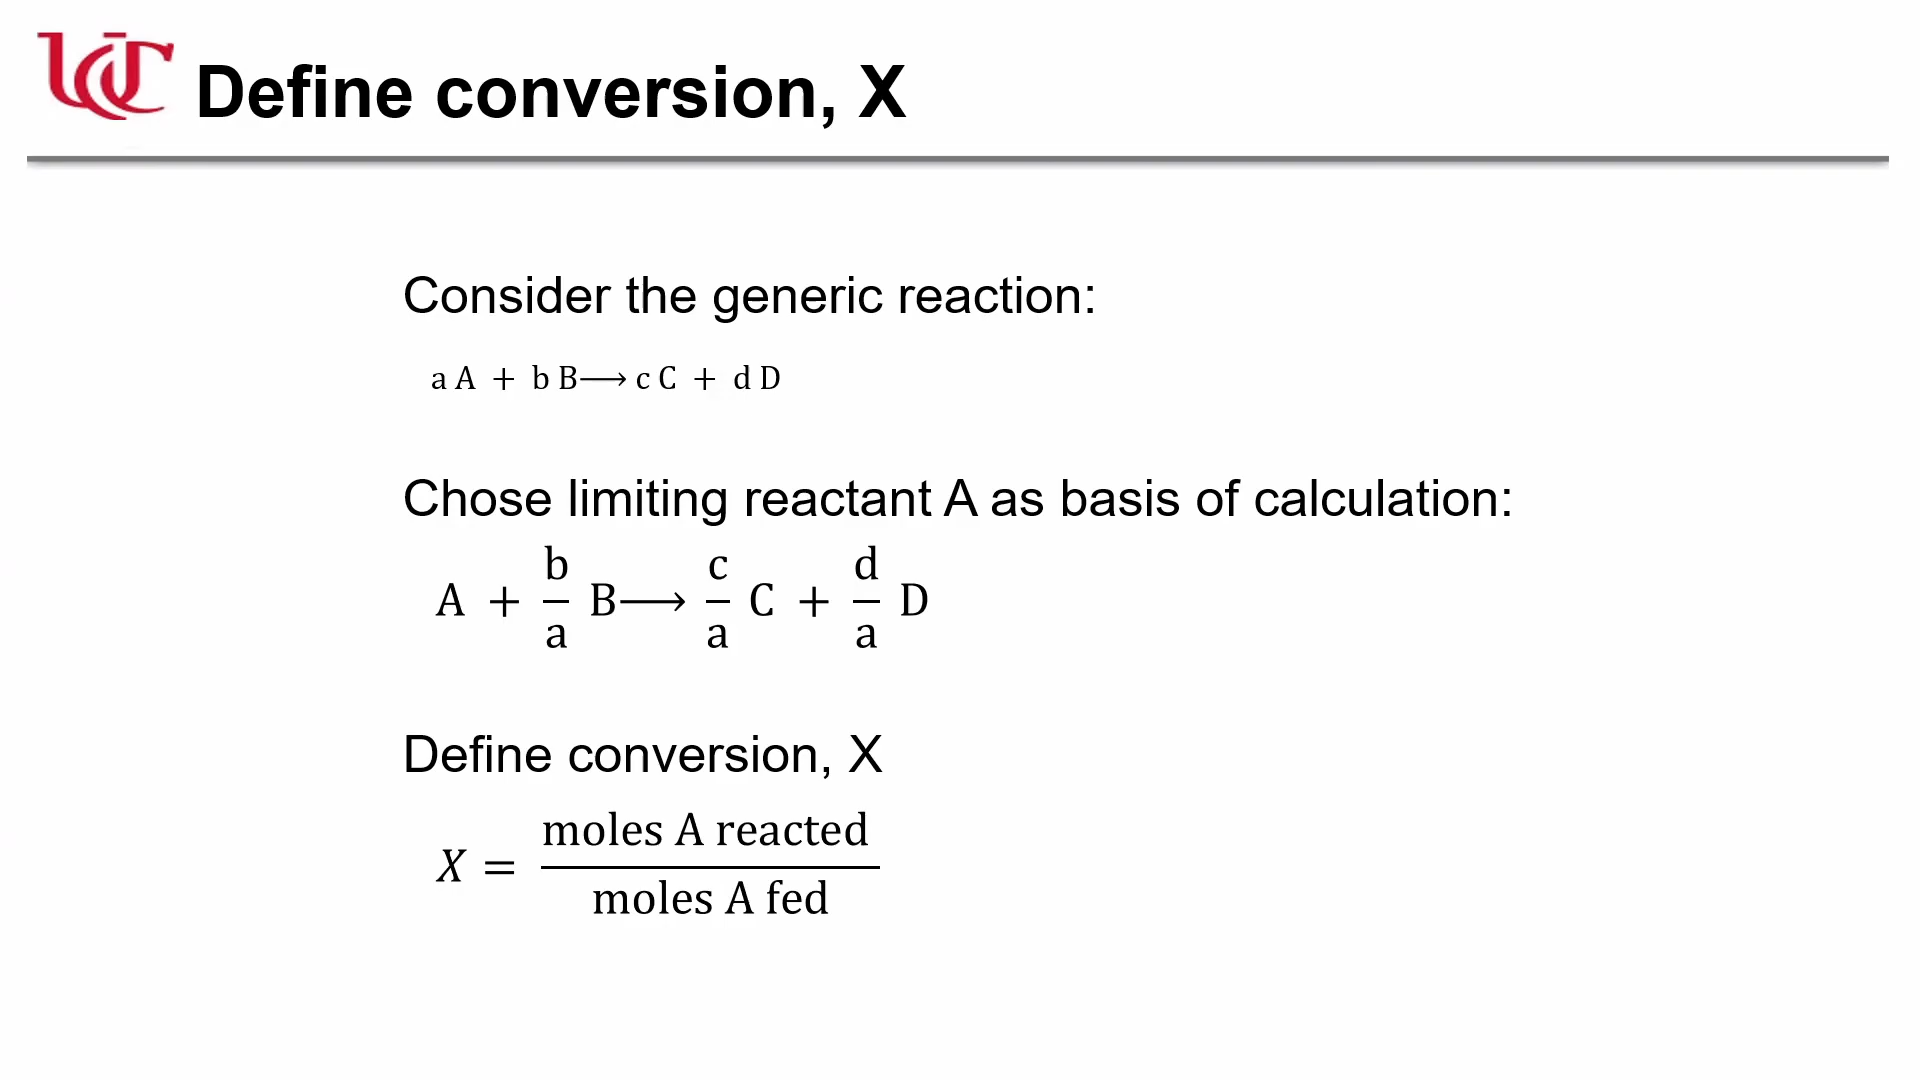 UC
Define conversion, X
Consider the generic reaction:
a A + b B⟶ c C + d D
Chose limiting reactant A as basis of calculation:
A + b/a B⟶ c/a C + d/a D
Define conversion, X
X = moles A reacted / moles A fed